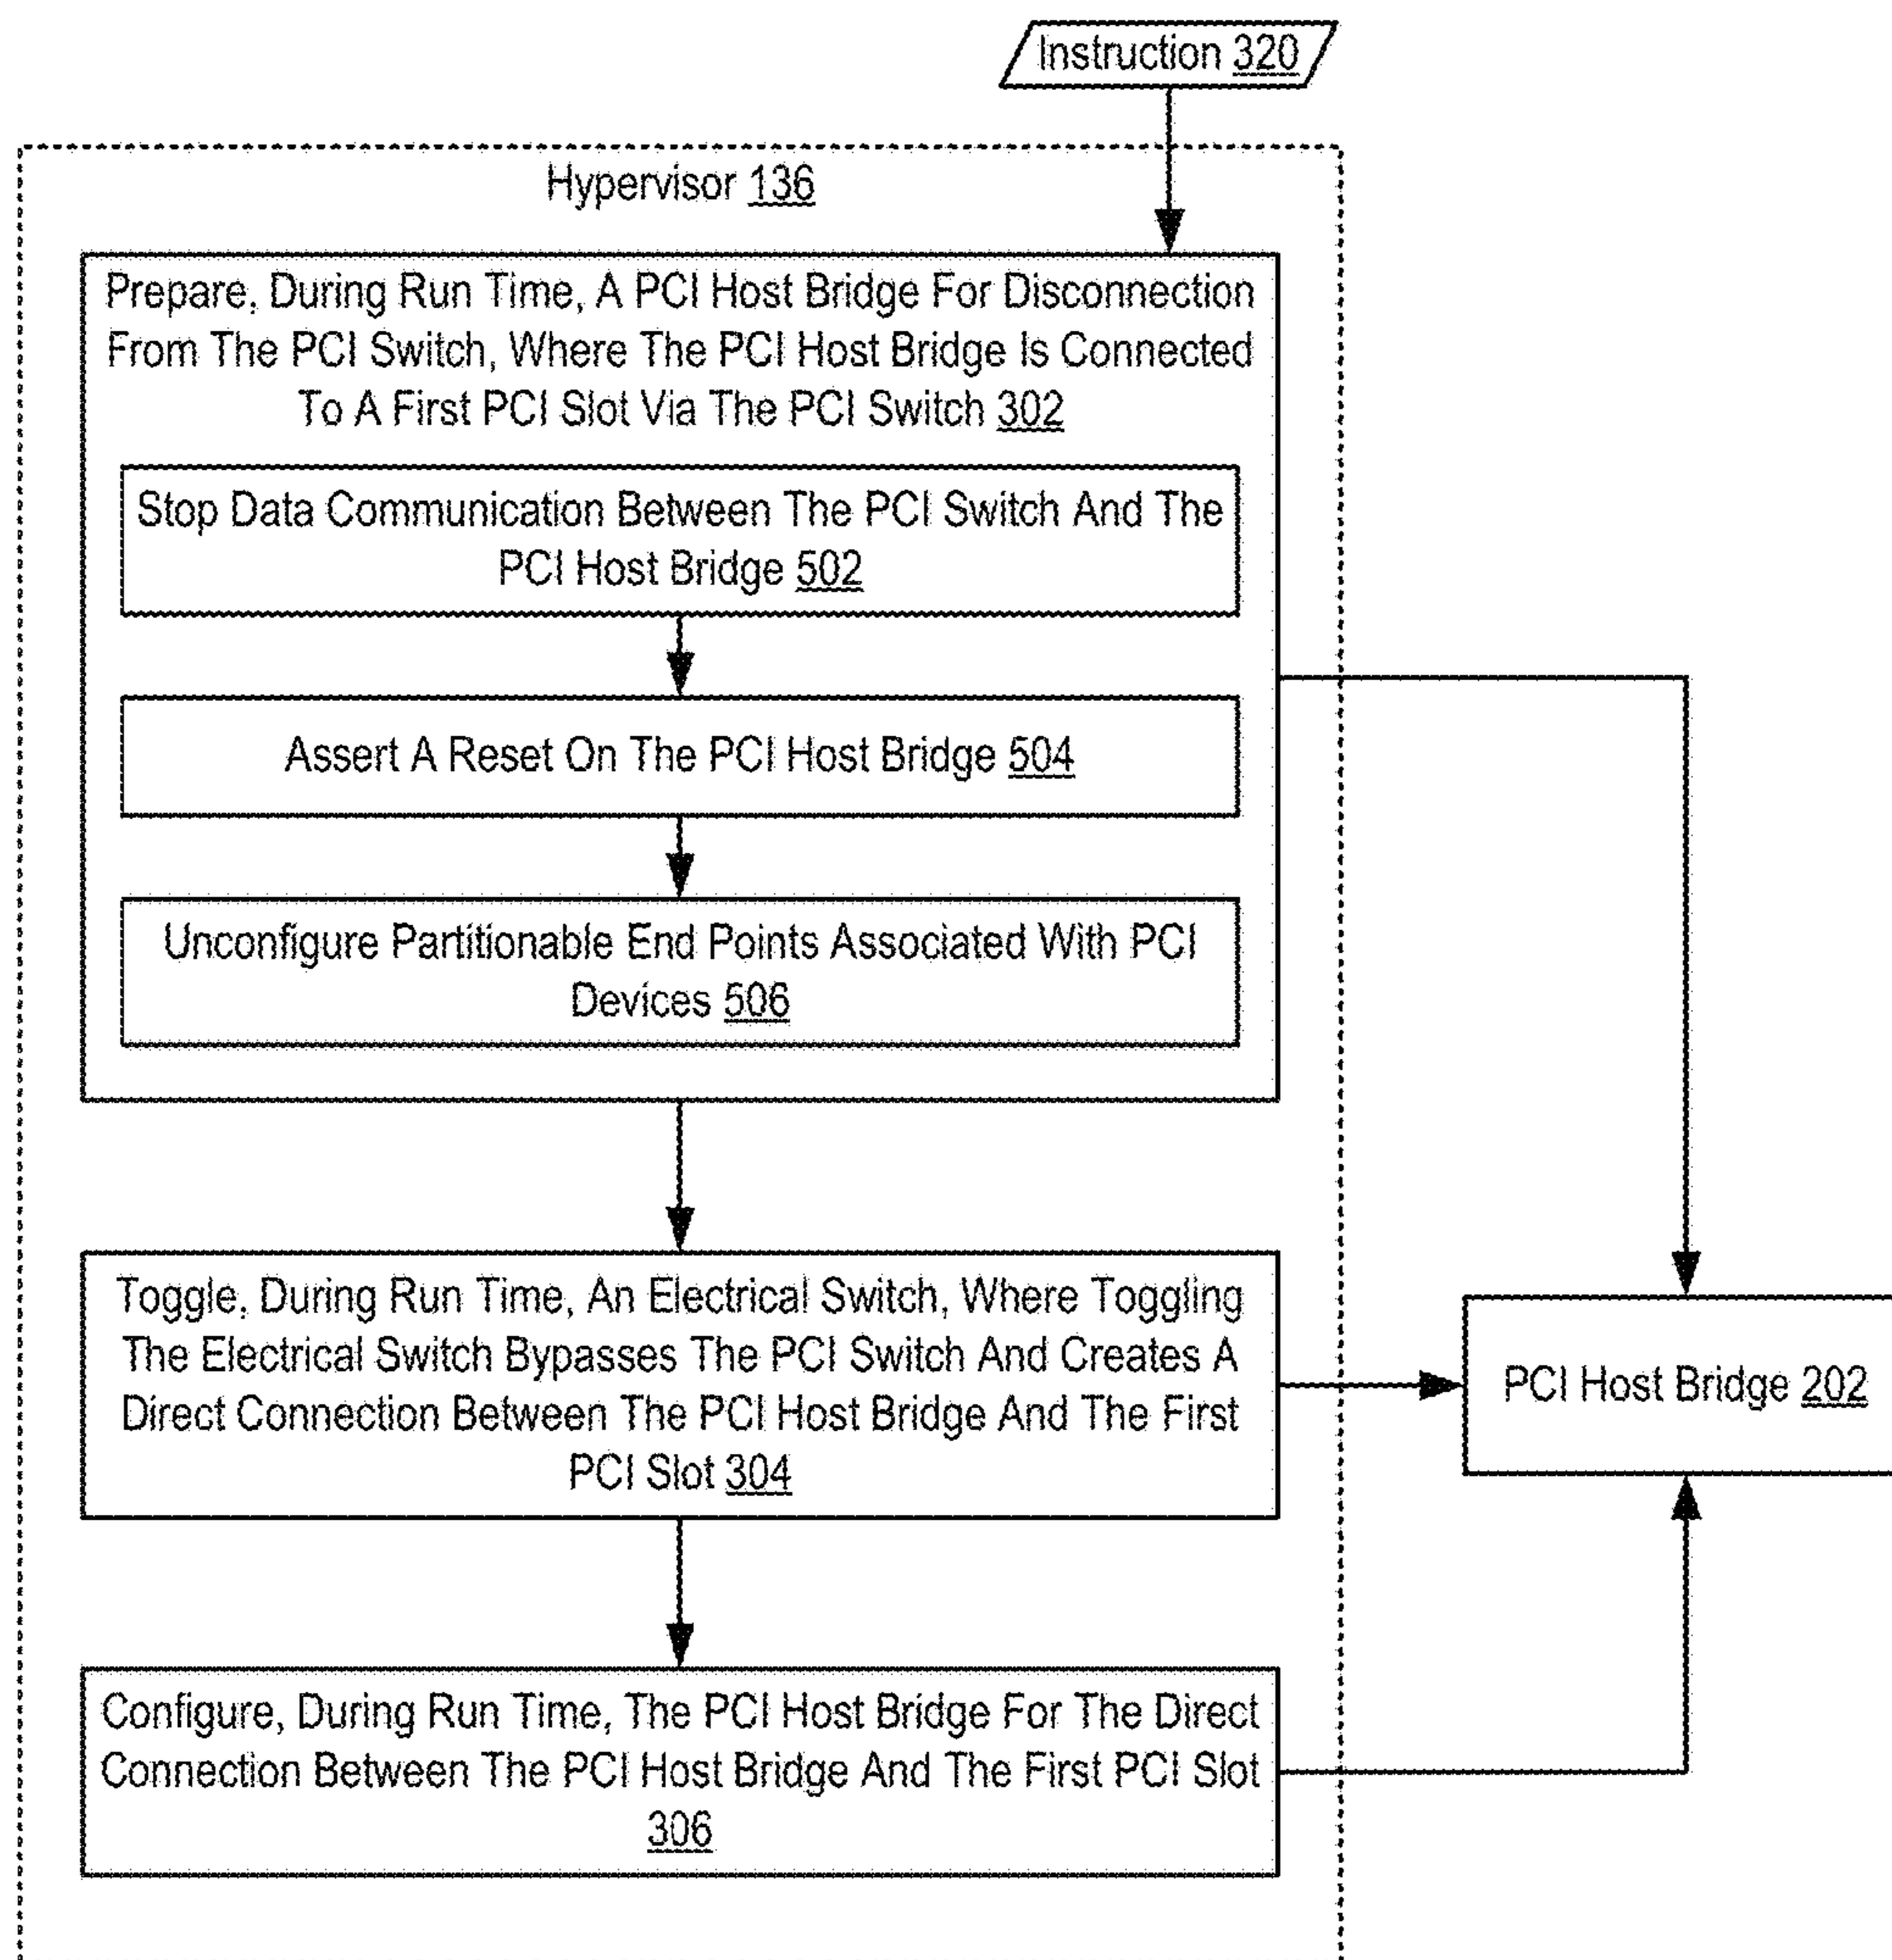 Instruction 320
Hypervisor 136
Prepare, During Run Time, A PCI Host Bridge For Disconnection
From The PCI Switch, Where The PCI Host Bridge Is Connected
To A First PCI Slot Via The PCI Switch 302
Stop Data Communication Between The PCI Switch And The
PCI Host Bridge 502
Assert A Reset On The PCI Host Bridge 504
Unconfigure Partitionable End Points Associated With PCI
Devices 506
Toggle, During Run Time, An Electrical Switch, Where Toggling
The Electrical Switch Bypasses The PCI Switch And Creates A
Direct Connection Between The PCI Host Bridge And The First
PCI Slot 304
PCI Host Bridge 202
Configure, During Run Time, The PCI Host Bridge For The Direct
Connection Between The PCI Host Bridge And The First PCI Slot
306